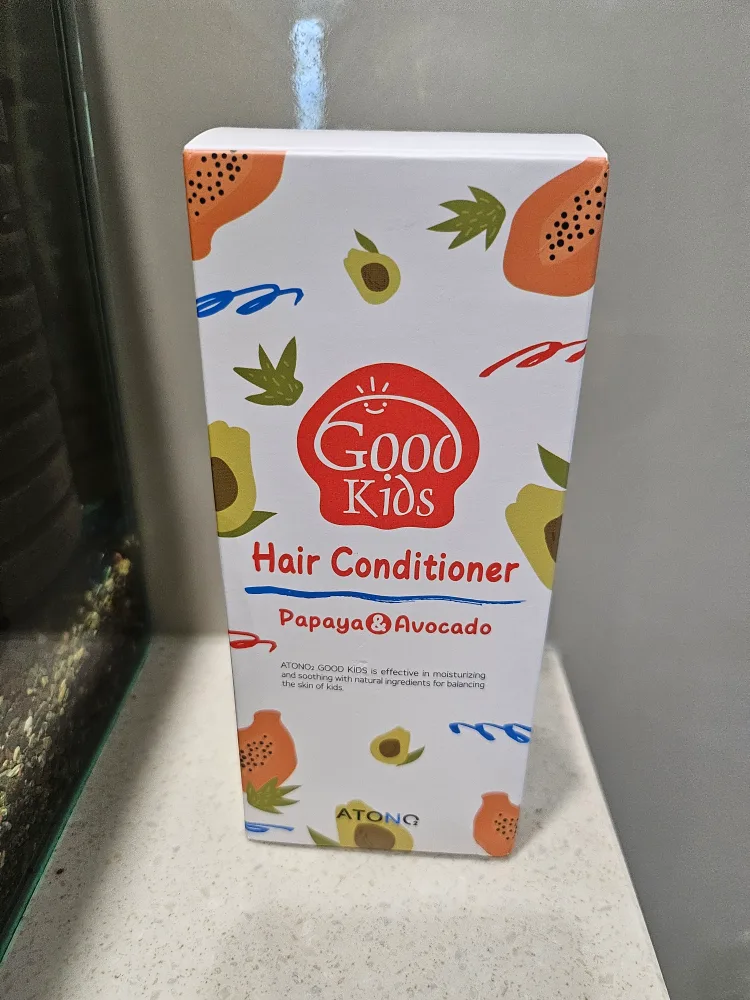 Good
Kids
Hair Conditioner
Papaya & Avocado
ATONO₂ GOOD KIDS is effective in moisturizing
and soothing with natural ingredients for balancing
the skin of kids.
ATONO₂